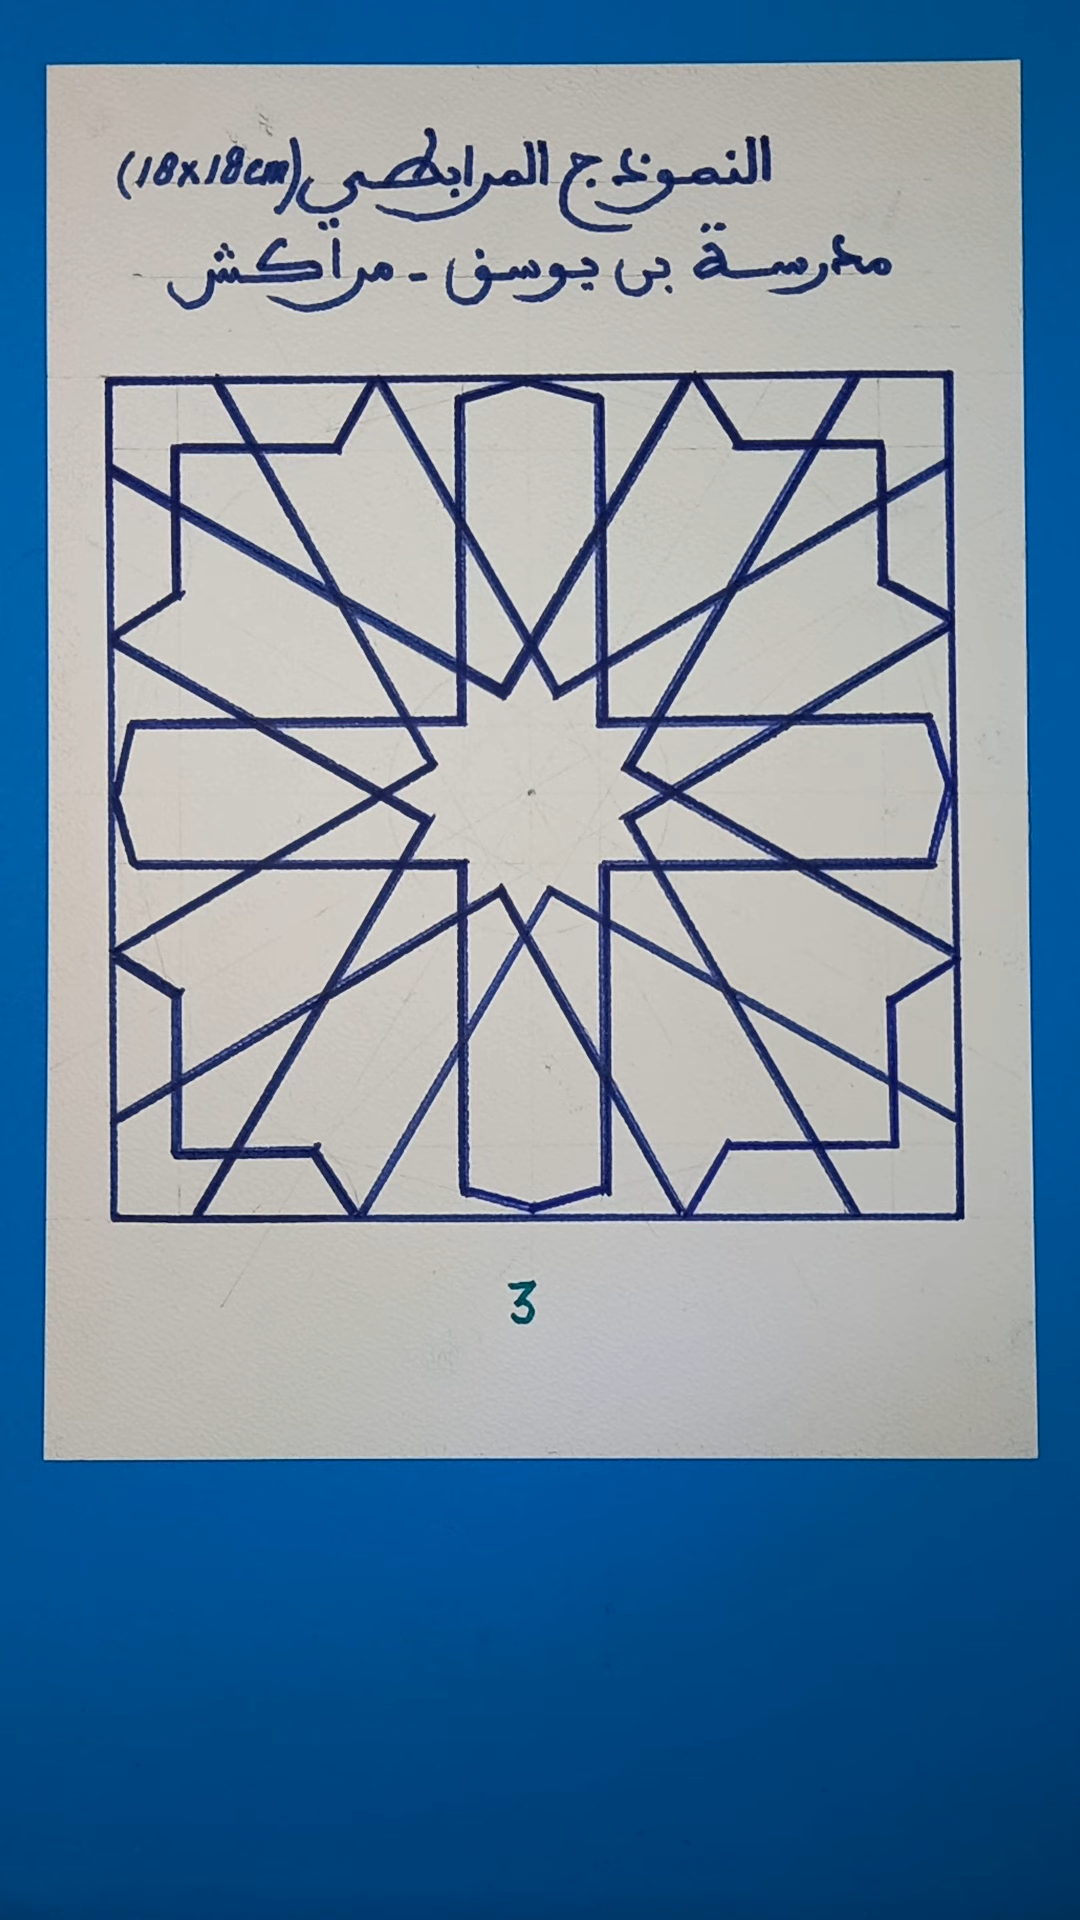 النموذج المرابطي (18x18cm)
مدرسة بن يوسف - مراكش
3